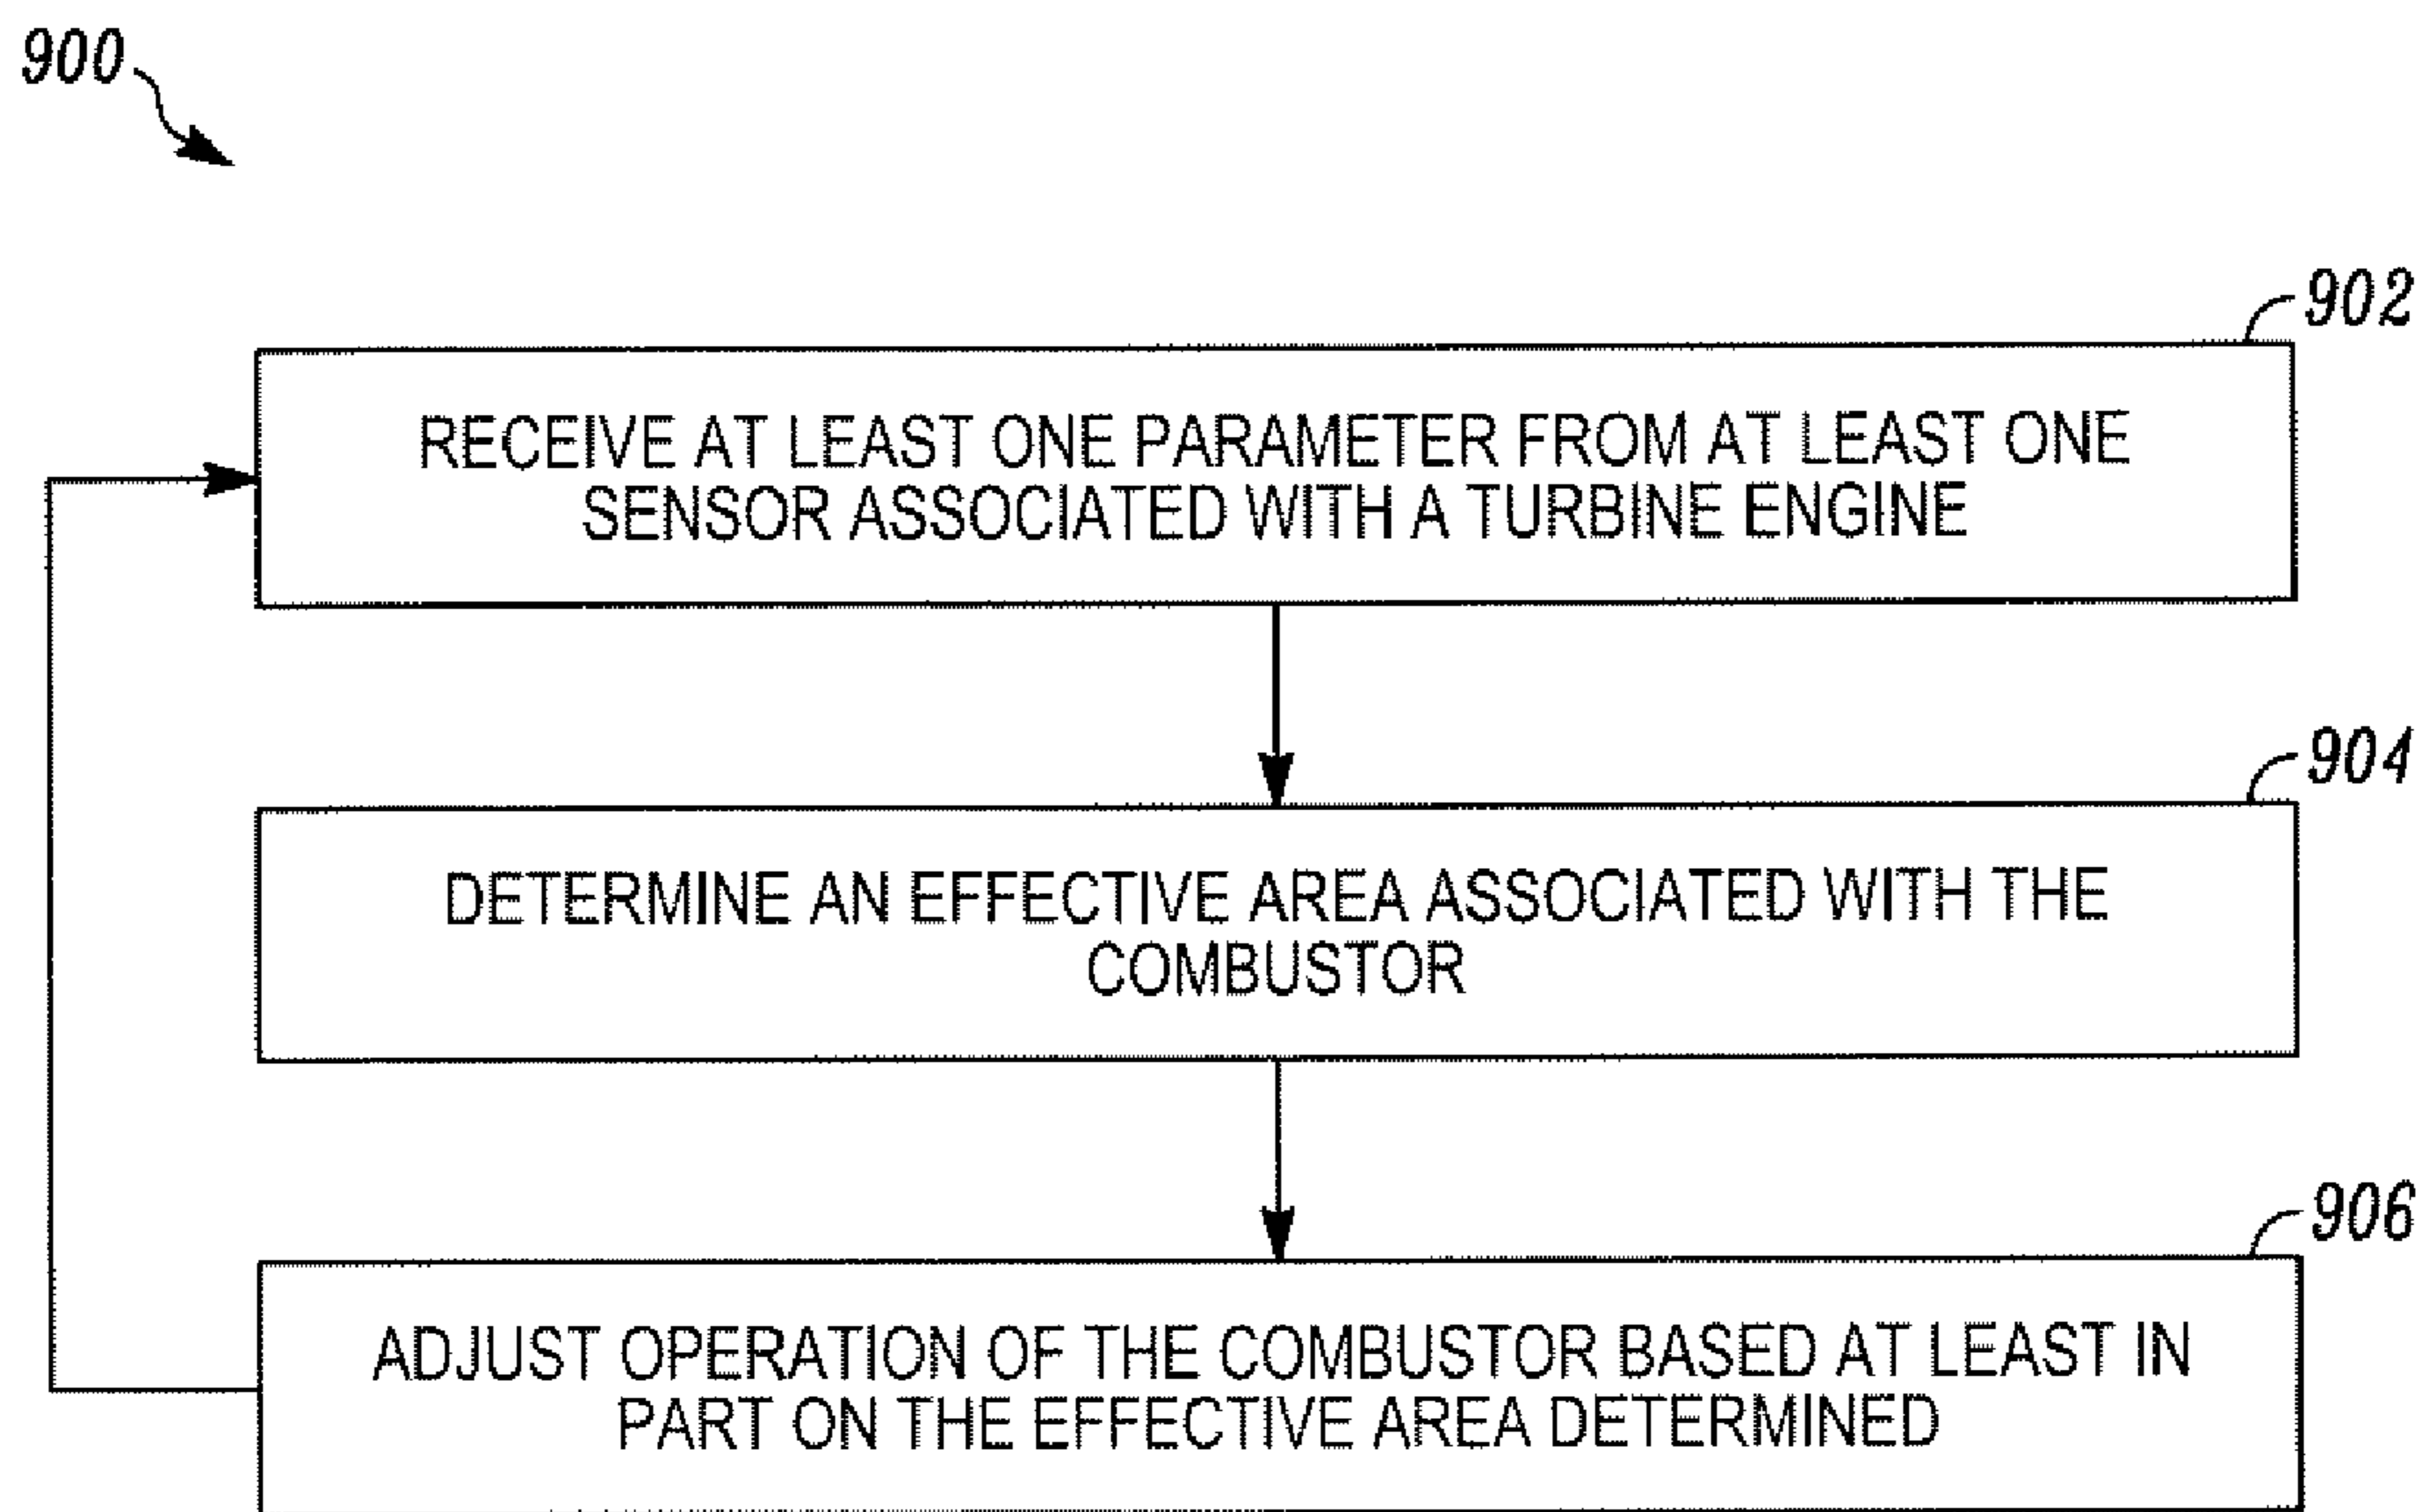 900
902
RECEIVE AT LEAST ONE PARAMETER FROM AT LEAST ONE
SENSOR ASSOCIATED WITH A TURBINE ENGINE
904
DETERMINE AN EFFECTIVE AREA ASSOCIATED WITH THE
COMBUSTOR
906
ADJUST OPERATION OF THE COMBUSTOR BASED AT LEAST IN
PART ON THE EFFECTIVE AREA DETERMINED